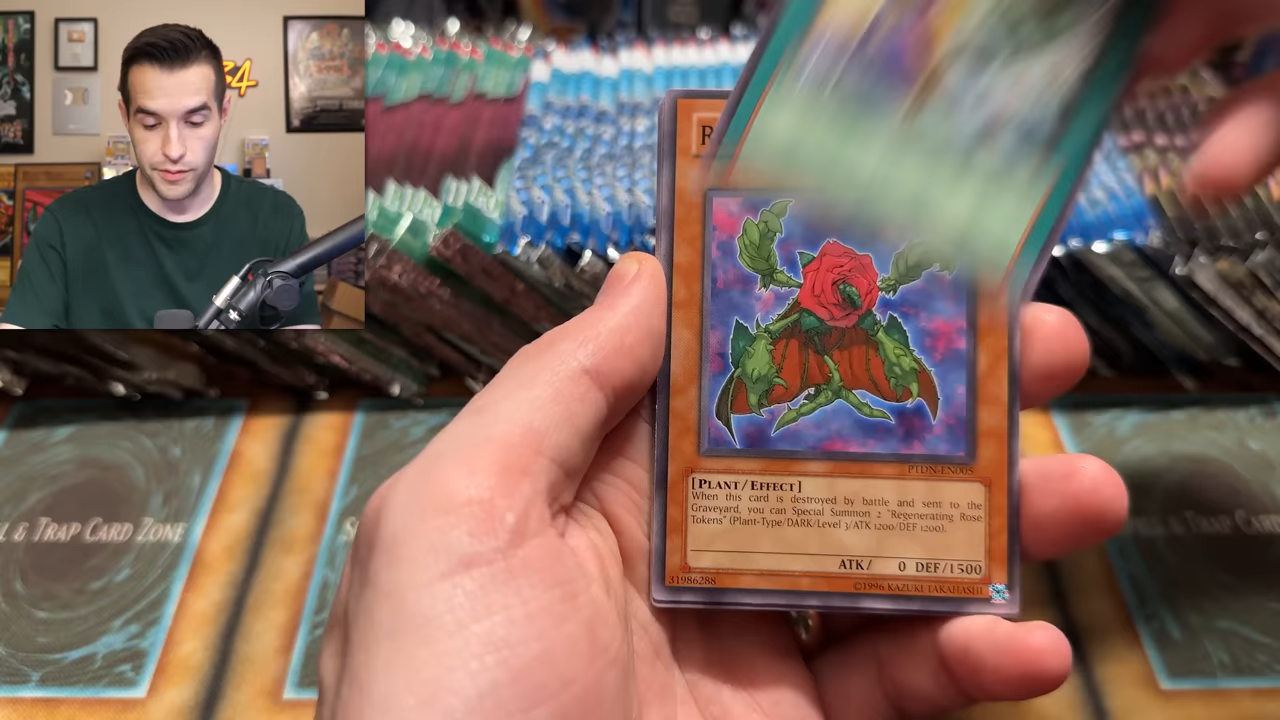 34
R
PTDN-EN005
[PLANT/EFFECT]
When this card is destroyed by battle and sent to the
Graveyard, you can Special Summon 2 "Regenerating Rose
Tokens" (Plant-Type/DARK/Level 3/ATK 1200/DEF 1200).
ATK/ 0 DEF/1500
31986288
©1996 KAZUKI TAKAHASHI
L & TRAP CARD ZONE
S
& TRAP CARD